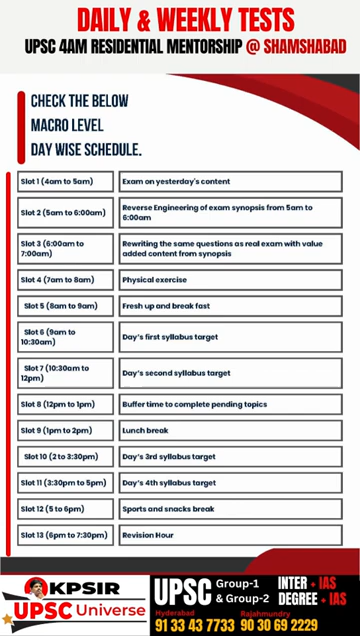 DAILY & WEEKLY TESTS
UPSC 4AM RESIDENTIAL MENTORSHIP @ SHAMSHABAD
CHECK THE BELOW
MACRO LEVEL
DAY WISE SCHEDULE.
Slot 1 (4am to 5am) Exam on yesterday's content
Slot 2 (5am to 6:00am) Reverse Engineering of exam synopsis from 5am to
6:00am
Slot 3 (6:00am to
7:00am) Rewriting the same questions as real exam with value
added content from synopsis
Slot 4 (7am to 8am) Physical exercise
Slot 5 (8am to 9am) Fresh up and break fast
Slot 6 (9am to
10:30am) Day's first syllabus target
Slot 7 (10:30am to
12pm) Day's second syllabus target
Slot 8 (12pm to 1pm) Buffer time to complete pending topics
Slot 9 (1pm to 2pm) Lunch break
Slot 10 (2 to 3:30pm) Day's 3rd syllabus target
Slot 11 (3:30pm to 5pm) Day's 4th syllabus target
Slot 12 (5 to 6pm) Sports and snacks break
Slot 13 (6pm to 7:30pm) Revision Hour
KPSIR
UPSC Universe
UPSC Group-1
& Group-2
INTER + IAS
DEGREE + IAS
Hyderabad Rajahmundry
91 33 43 7733 90 30 69 2229